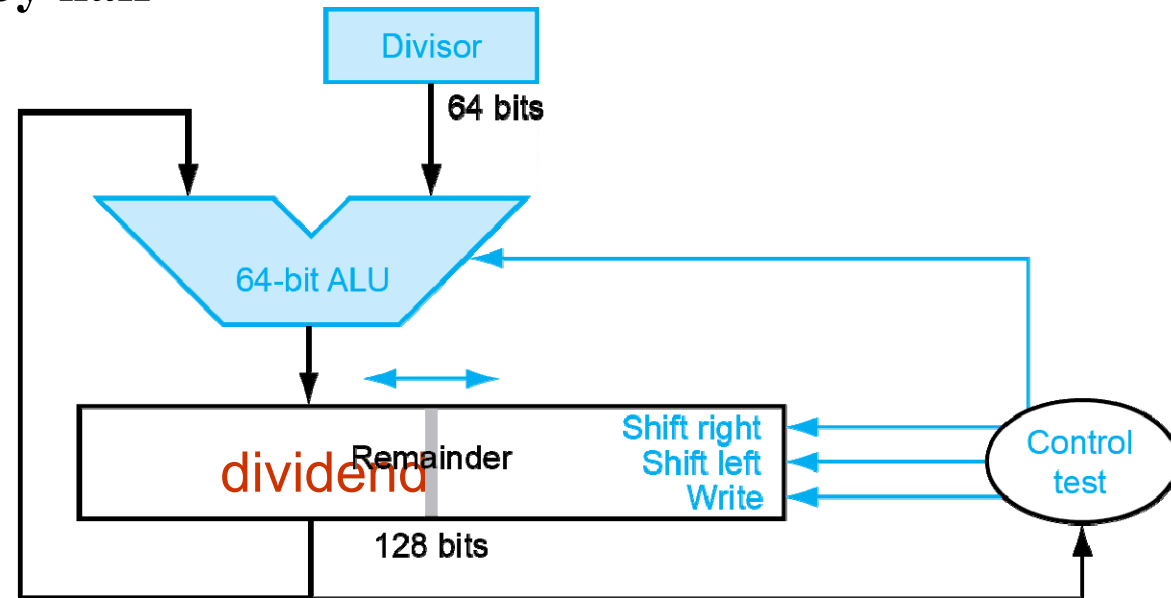 Divisor
64 bits
64-bit ALU
Remainder
dividend
Shift right
Shift left
Write
Control
test
128 bits